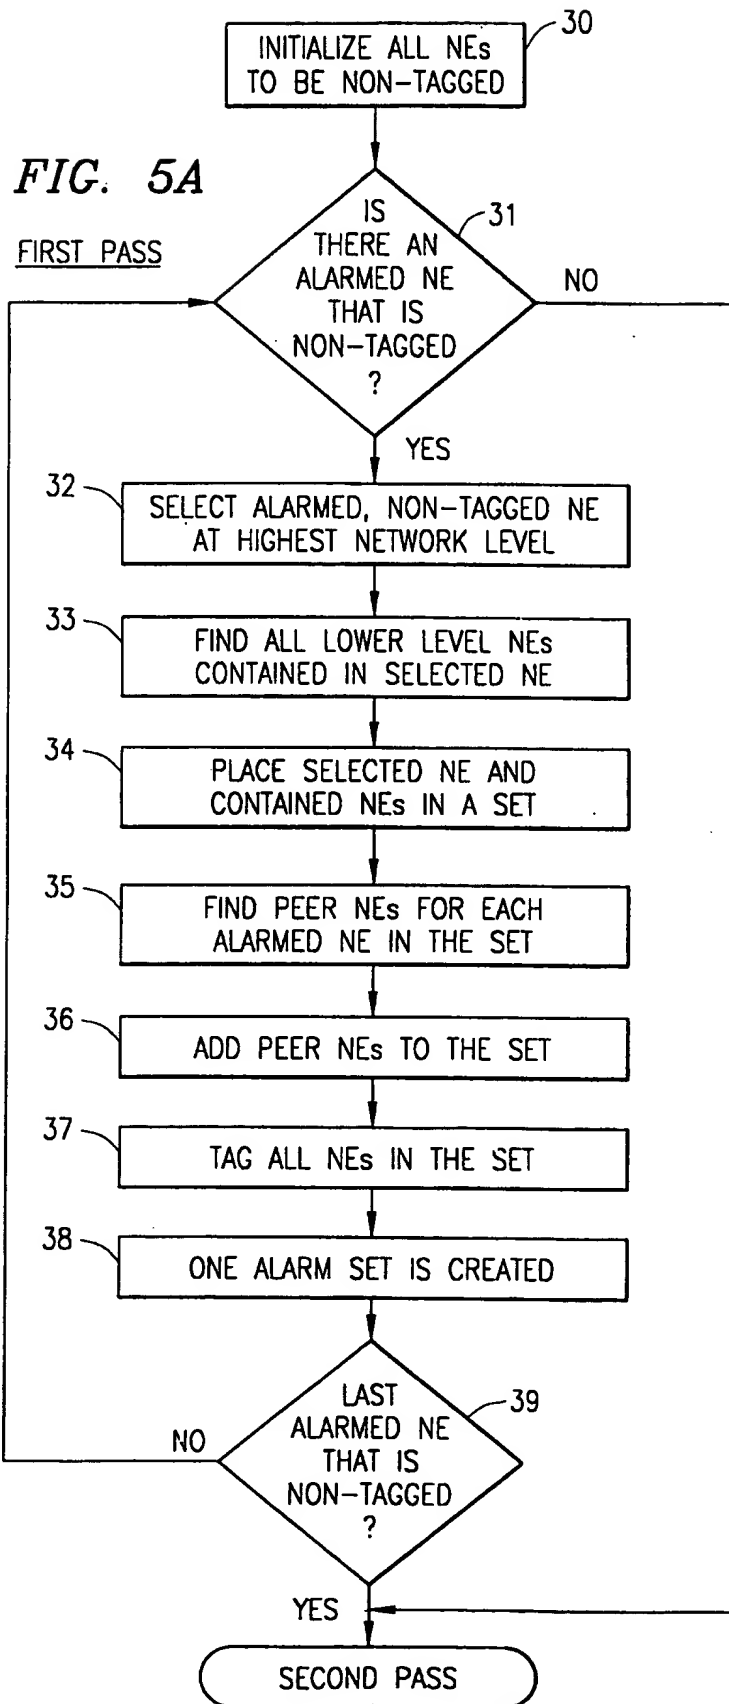 30
INITIALIZE ALL NEs
TO BE NON-TAGGED
FIG. 5A
FIRST PASS
31
IS
THERE AN
ALARMED NE
THAT IS
NON-TAGGED
?
NO
YES
32
SELECT ALARMED, NON-TAGGED NE
AT HIGHEST NETWORK LEVEL
33
FIND ALL LOWER LEVEL NEs
CONTAINED IN SELECTED NE
34
PLACE SELECTED NE AND
CONTAINED NEs IN A SET
35
FIND PEER NEs FOR EACH
ALARMED NE IN THE SET
36
ADD PEER NEs TO THE SET
37
TAG ALL NEs IN THE SET
38
ONE ALARM SET IS CREATED
39
LAST
ALARMED NE
THAT IS
NON-TAGGED
?
NO
YES
SECOND PASS